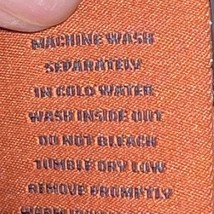 MACHINE WASH
SEPARATELY
IN COLD WATER
WASH INSIDE OUT
DO NOT BLEACH
TUMBLE DRY LOW
REMOVE PROMPTLY